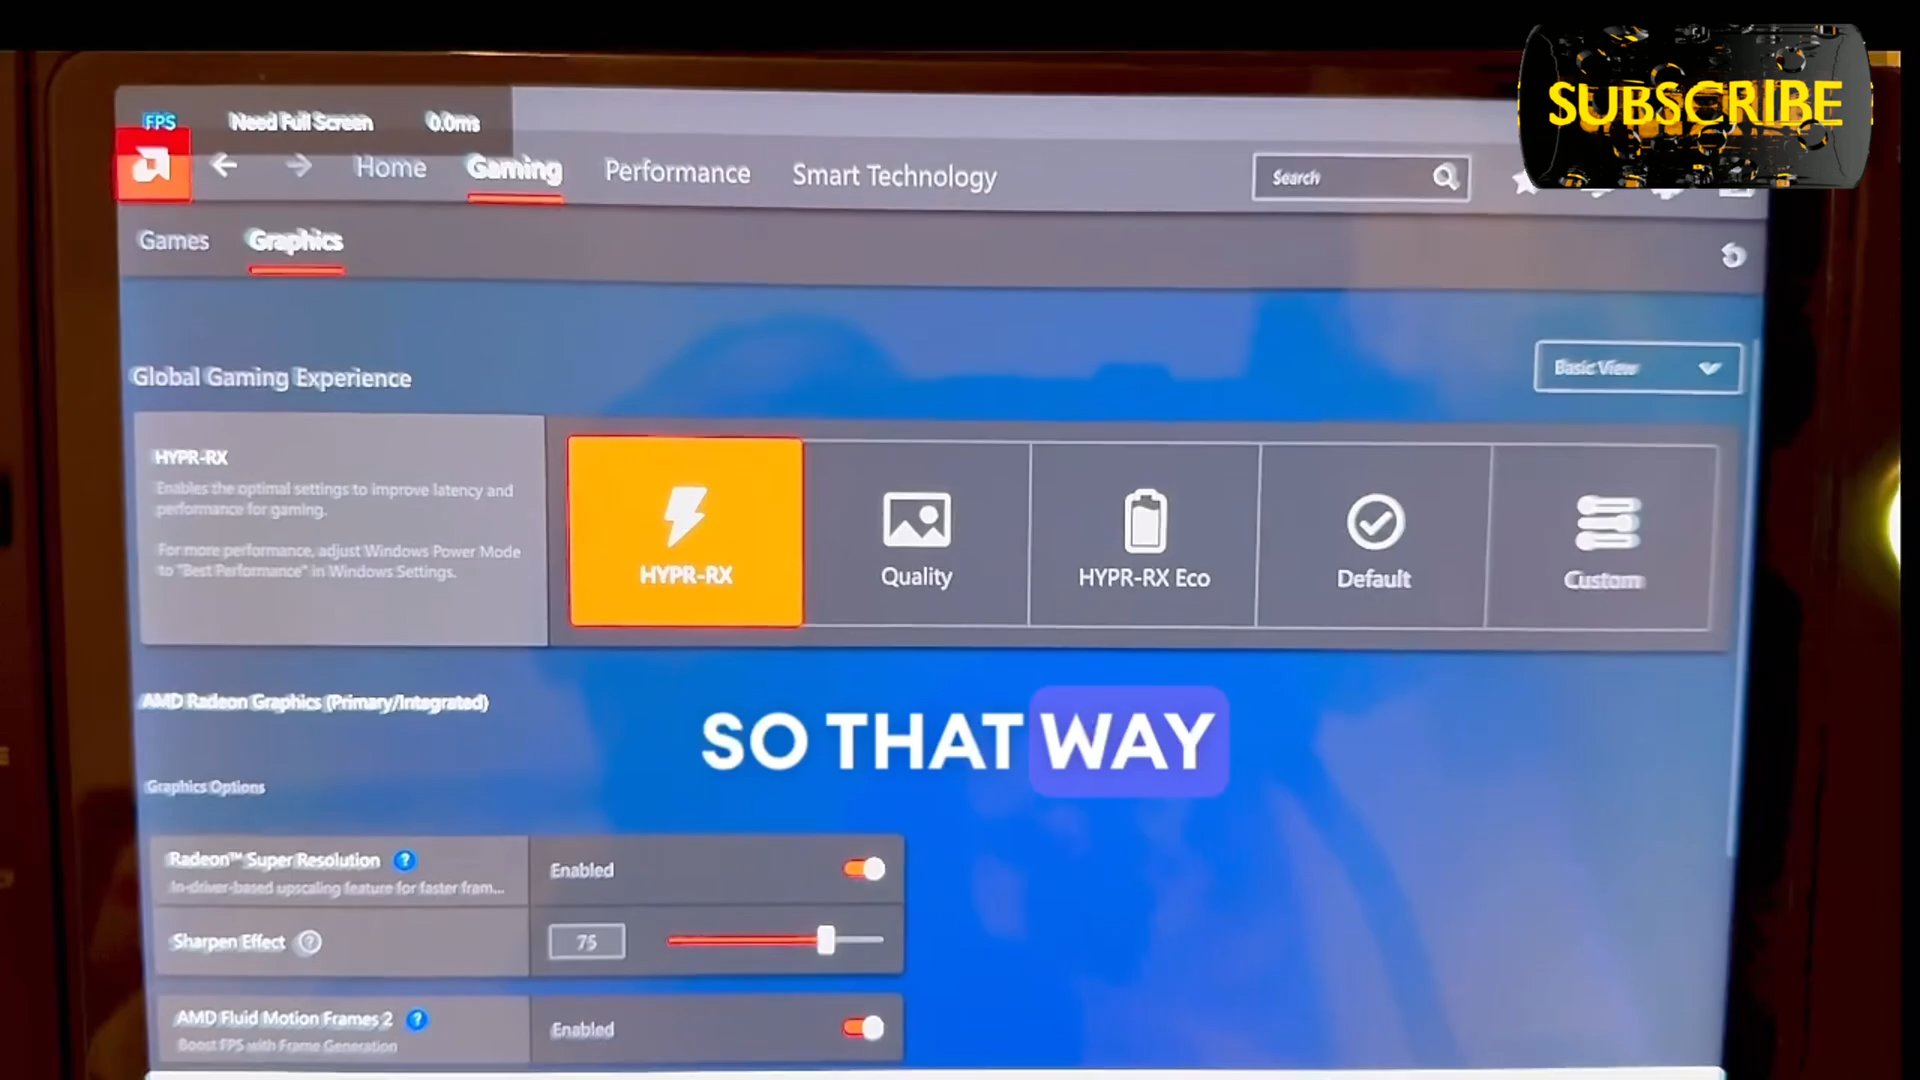 SUBSCRIBE
FPS Need Full Screen 0.0ms
Home Gaming Performance Smart Technology Search
Games Graphics
Global Gaming Experience
Basic View
HYPR-RX
Enables the optimal settings to improve latency and
performance for gaming.
For more performance, adjust Windows Power Mode
to "Best Performance" in Windows Settings.
HYPR-RX Quality HYPR-RX Eco Default Custom
AMD Radeon Graphics (Primary/Integrated)
SO THAT WAY
Graphics Options
Radeon™ Super Resolution ?
In-driver-based upscaling feature for faster fram...
Enabled
Sharpen Effect ? 75
AMD Fluid Motion Frames 2 ?
Boost FPS with Frame Generation
Enabled